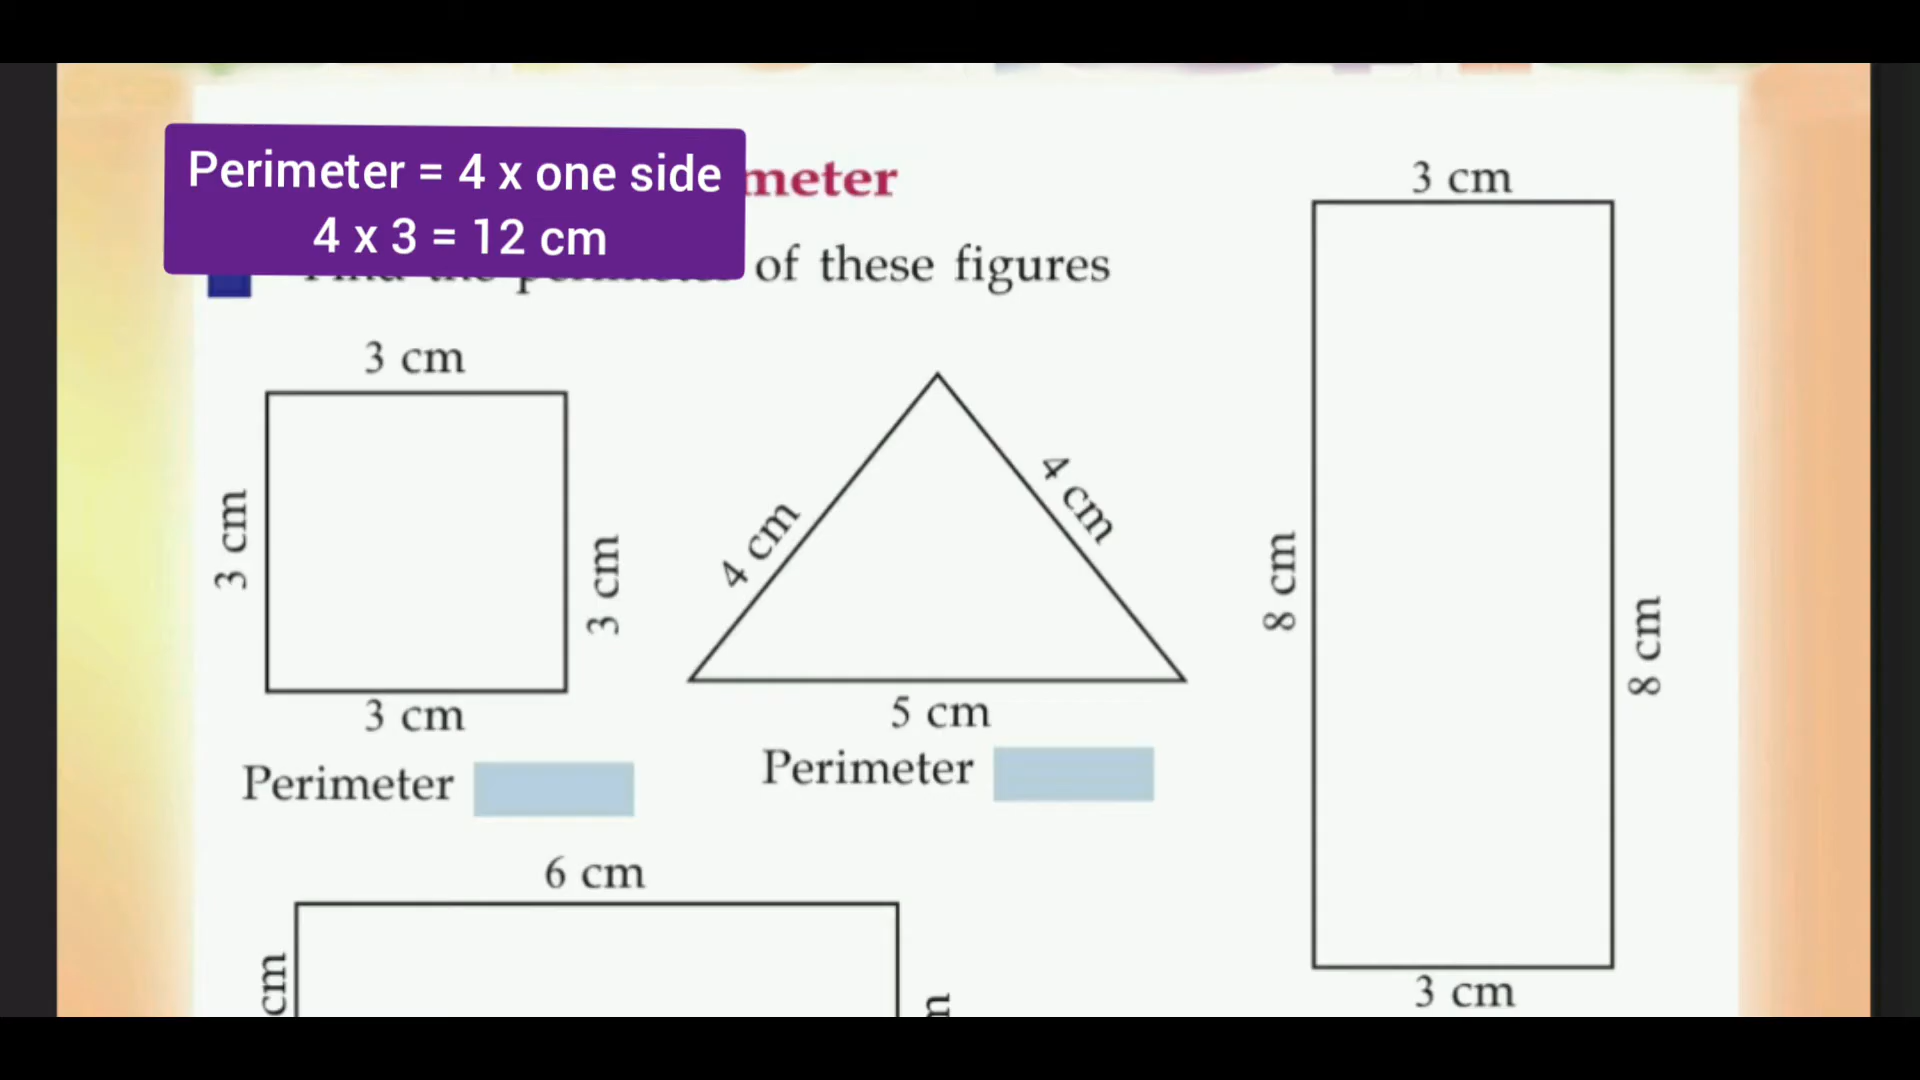 Perimeter = 4 x one side
4 x 3 = 12 cm
meter
of these figures
3 cm
3 cm
3 cm
3 cm
Perimeter
4 cm
4 cm
5 cm
Perimeter
3 cm
8 cm
8 cm
3 cm
6 cm
cm